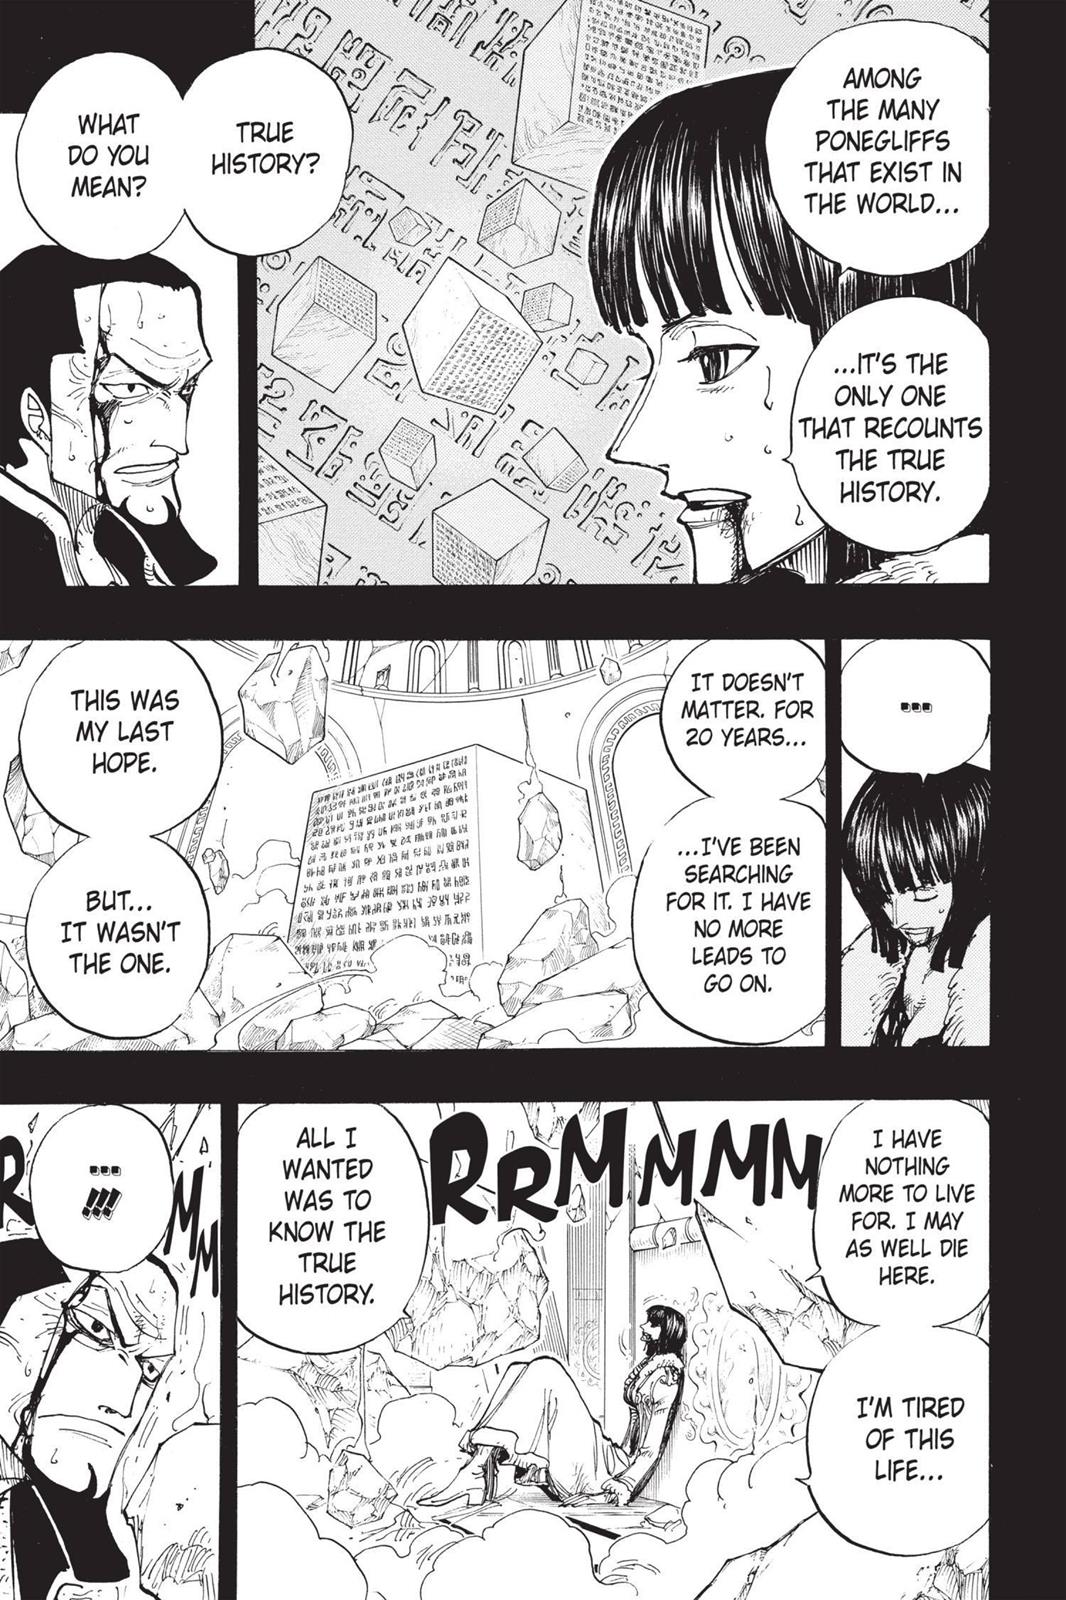 AMONG
THE MANY
PONEGLIFFS
THAT EXIST IN
THE WORLD...
...IT'S THE
ONLY ONE
THAT RECOUNTS
THE TRUE
HISTORY.
TRUE
HISTORY?
WHAT
DO YOU
MEAN?
...
IT DOESN'T
MATTER. FOR
20 YEARS...
...I'VE BEEN
SEARCHING
FOR IT. I HAVE
NO MORE
LEADS TO
GO ON.
THIS WAS
MY LAST
HOPE.
BUT...
IT WASN'T
THE ONE.
I HAVE
NOTHING
MORE TO LIVE
FOR. I MAY
AS WELL DIE
HERE.
I'M TIRED
OF THIS
LIFE...
RRMMMMM
ALL I
WANTED
WAS TO
KNOW THE
TRUE
HISTORY.
...
!!!
R MM